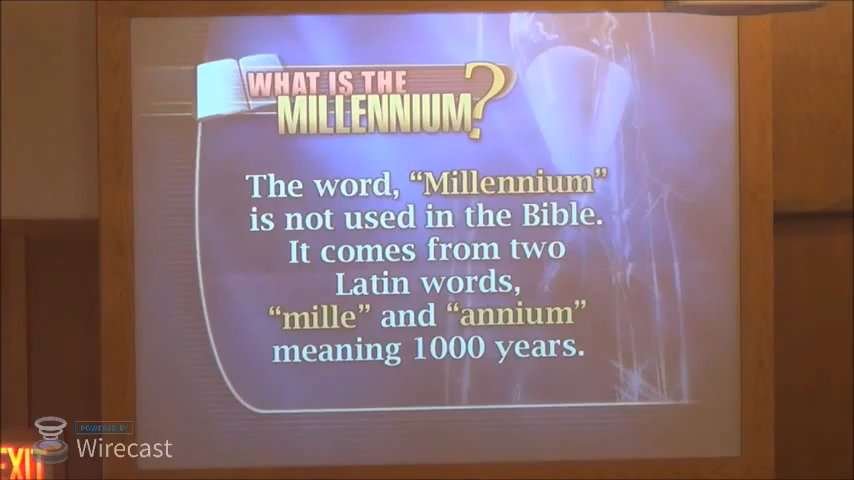 WHAT IS THE
MILLENNIUM?
The word, “Millennium”
is not used in the Bible.
It comes from two
Latin words,
“mille” and “annium”
meaning 1000 years.
POWERED BY
Wirecast
EXIT